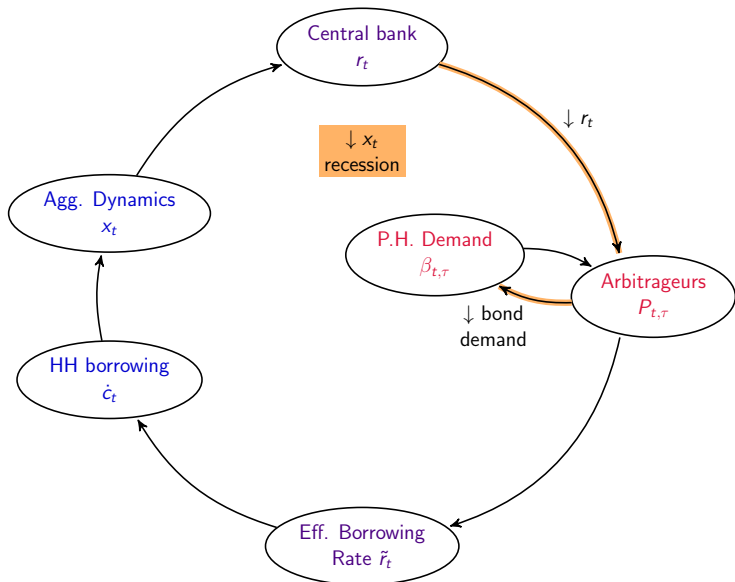 Central bank
r_t
↓ r_t
↓ x_t
recession
Agg. Dynamics
x_t
P.H. Demand
β_{t,τ}
Arbitrageurs
P_{t,τ}
↓ bond
demand
HH borrowing
ċ_t
Eff. Borrowing
Rate r̃_t